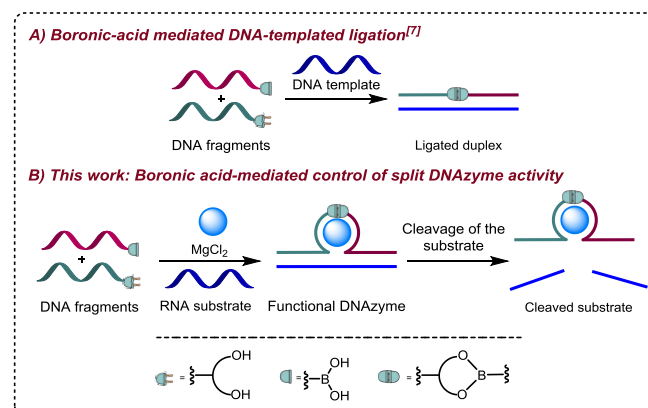 A) Boronic-acid mediated DNA-templated ligation[7]
+
DNA template
DNA fragments
Ligated duplex
B) This work: Boronic acid-mediated control of split DNAzyme activity
MgCl2
Cleavage of the
substrate
+
DNA fragments
RNA substrate
Functional DNAzyme
Cleaved substrate
= OH
OH
= B OH
OH
= O
B
O